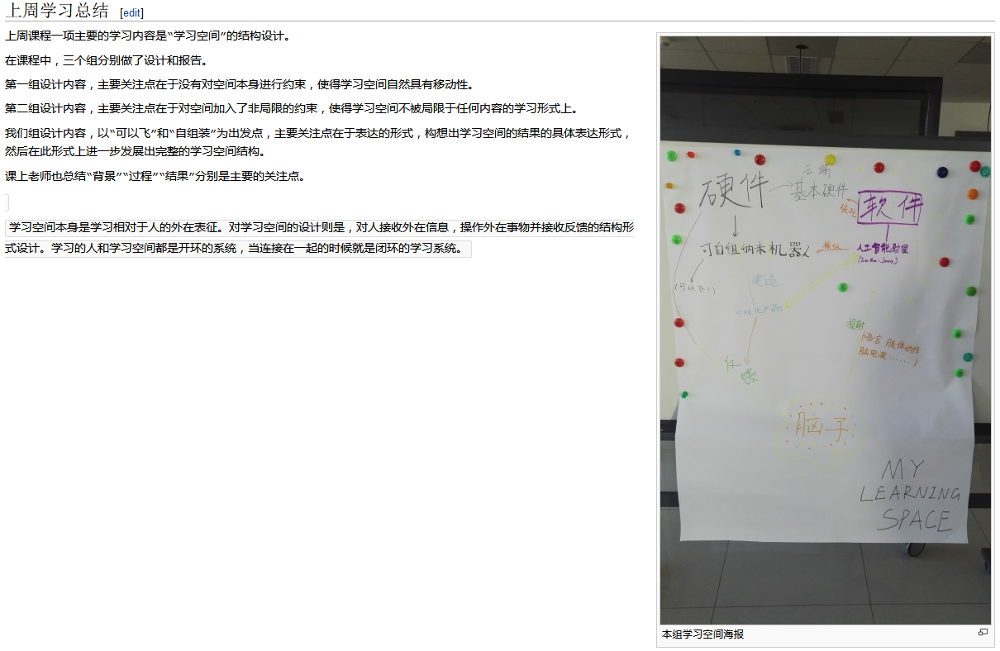 上周学习总结 [edit]
上周课程一项主要的学习内容是“学习空间”的结构设计。
在课程中，三个组分别做了设计和报告。
第一组设计内容，主要关注点在于没有对空间本身进行约束，使得学习空间自然具有移动性。
第二组设计内容，主要关注点在于对空间加入了非局限的约束，使得学习空间不被局限于任何内容的学习形式上。
我们组设计内容，以“可以飞”和“自组装”为出发点，主要关注点在于表达的形式，构想出学习空间的结果的具体表达形式，
然后在此形式上进一步发展出完整的学习空间结构。
课上老师也总结“背景”“过程”“结果”分别是主要的关注点。
学习空间本身是学习相对于人的外在表征。对学习空间的设计则是，对人接收外在信息，操作外在事物并接收反馈的结构形
式设计。学习的人和学习空间都是开环的系统，当连接在一起的时候就是闭环的学习系统。
硬件
云端
基本硬件
软件
可自组纳米机器人
模拟
人工智能助理
(可以飞！)
建造
可视化产品
投射
(语言 肢体动作
脑电波……)
反
馈
脑子
MY
LEARNING
SPACE
本组学习空间海报